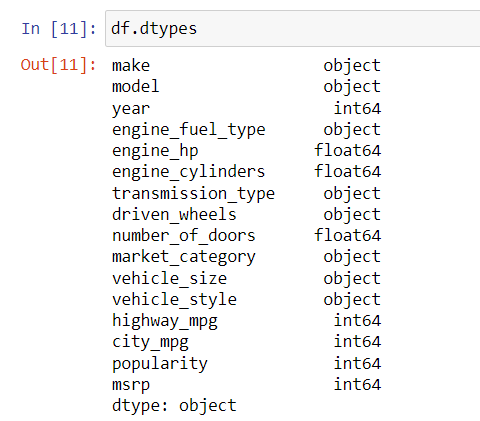 In [11]: df.dtypes
Out[11]: make object
model object
year int64
engine_fuel_type object
engine_hp float64
engine_cylinders float64
transmission_type object
driven_wheels object
number_of_doors float64
market_category object
vehicle_size object
vehicle_style object
highway_mpg int64
city_mpg int64
popularity int64
msrp int64
dtype: object